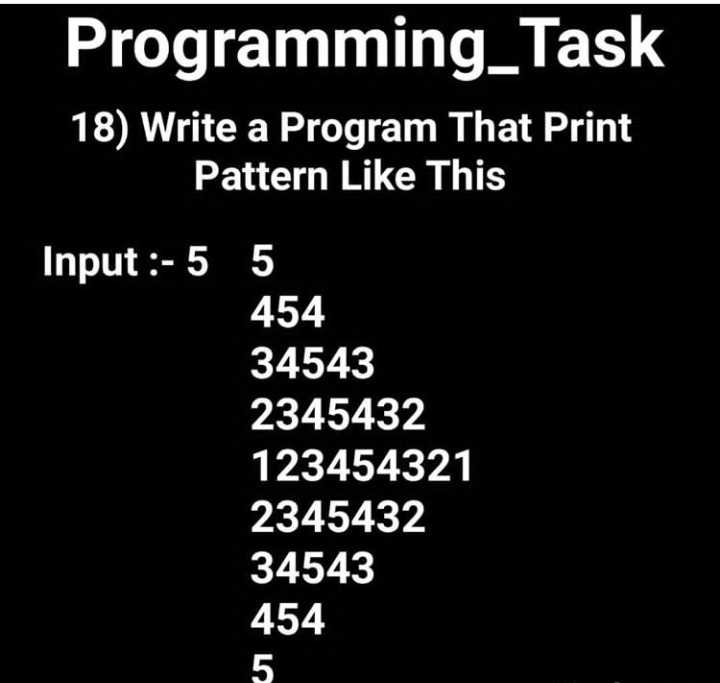 Programming_Task
18) Write a Program That Print
Pattern Like This
Input :- 5 5
454
34543
2345432
123454321
2345432
34543
454
5